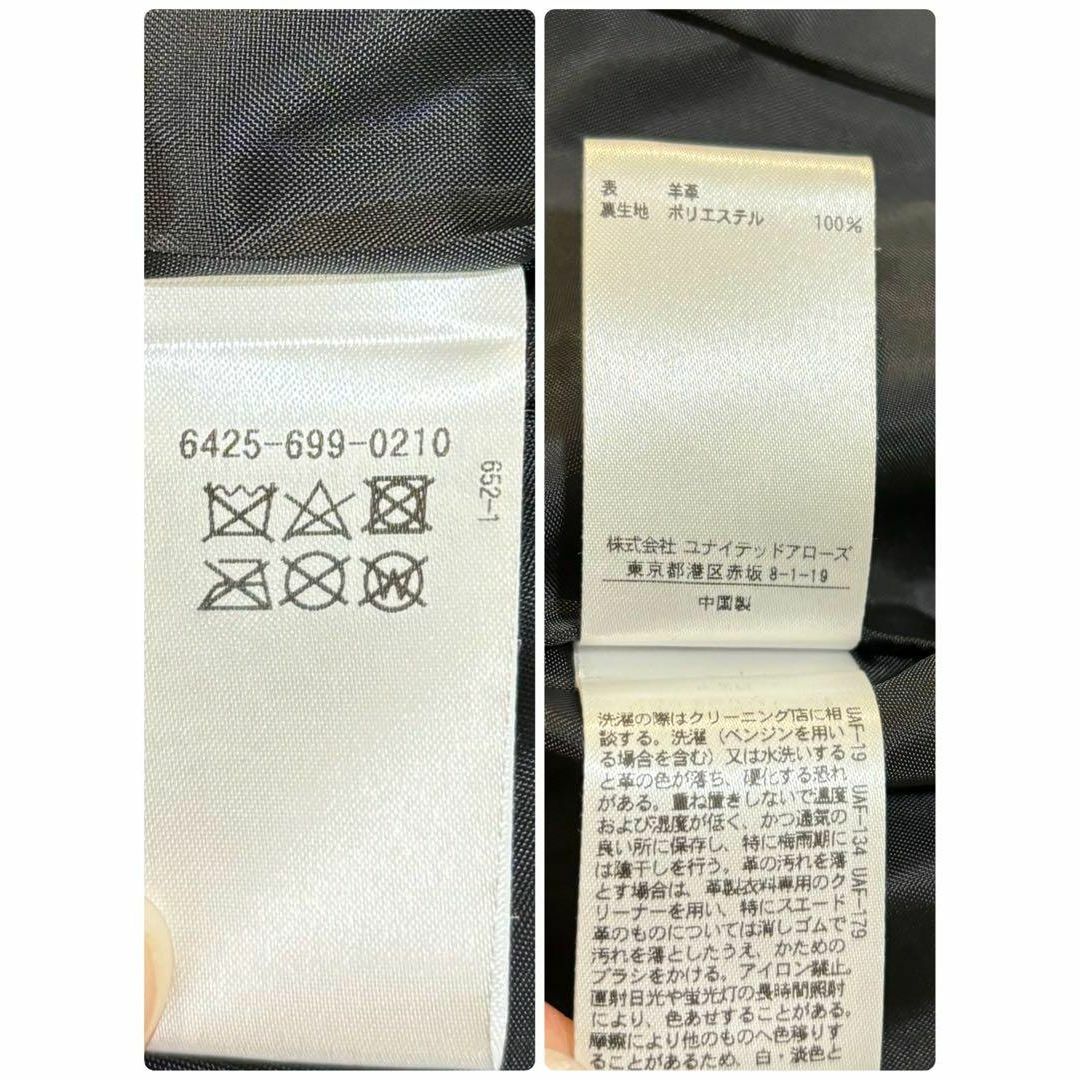 6425-699-0210
652-1
表 羊革
裏生地 ポリエステル 100%
株式会社 ユナイテッドアローズ
東京都港区赤坂 8-1-19
中国製
洗濯の際はクリーニング店に相
談する。洗濯(ベンジンを用い
る場合を含む)又は水洗いする
と革の色が落ち、硬化する恐れ
がある。重ね置きしないで温度
および湿度が低く、かつ通気の
良い所に保存し、特に梅雨期に
は陰干しを行う。革の汚れを落
とす場合は、革製衣料専用のク
リーナーを用い、特にスエード
革のものについては消しゴムで
汚れを落としたうえ、かための
ブラシをかける。アイロン禁止。
直射日光や蛍光灯の長時間照射
により、色あせすることがある。
摩擦により他のものへ色移りす
ることがあるため、白・淡色と
UAF-19 UAF-134 UAF-179